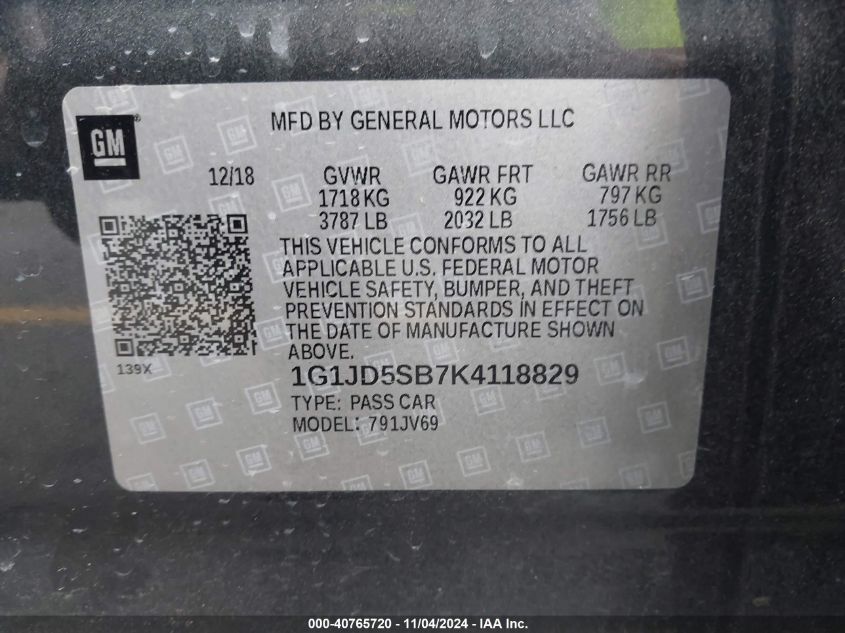 GM
MFD BY GENERAL MOTORS LLC
12/18 GVWR GAWR FRT GAWR RR
1718 KG 922 KG 797 KG
3787 LB 2032 LB 1756 LB
THIS VEHICLE CONFORMS TO ALL
APPLICABLE U.S. FEDERAL MOTOR
VEHICLE SAFETY, BUMPER, AND THEFT
PREVENTION STANDARDS IN EFFECT ON
THE DATE OF MANUFACTURE SHOWN
ABOVE.
139X
1G1JD5SB7K4118829
TYPE: PASS CAR
MODEL: 791JV69
000-40765720 - 11/04/2024 - IAA Inc.